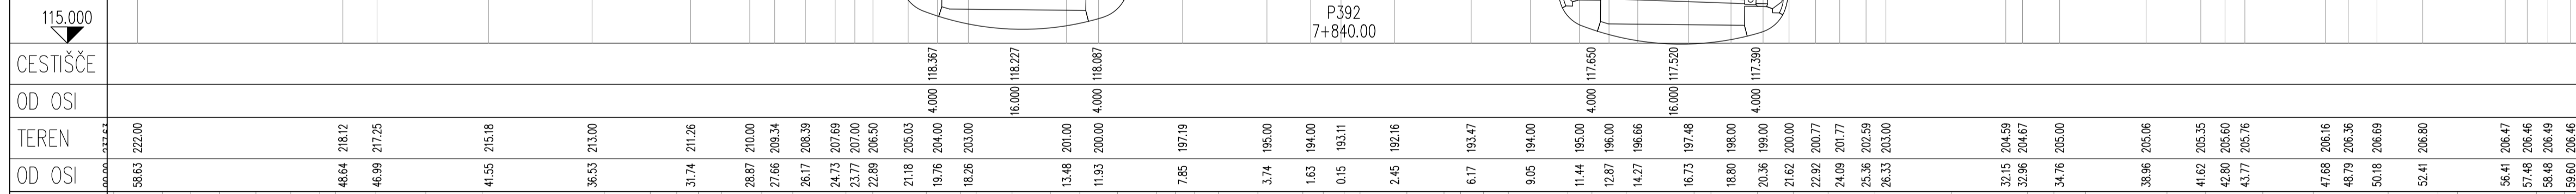 115.000
P392
7+840.00
CESTIŠČE 118.367 118.227 118.087 117.650 117.520 117.390
OD OSI 4.000 16.000 4.000 4.000 16.000 4.000
TEREN 222.00 218.12 217.25 215.18 213.00 211.26 210.00 209.34 208.39 207.69 207.00 206.50 205.03 204.00 203.00 201.00 200.00 197.19 195.00 194.00 193.11 192.16 193.47 194.00 195.00 196.00 196.66 197.48 198.00 199.00 200.00 200.77 201.77 202.59 203.00 204.59 204.67 205.00 205.06 205.35 205.60 205.76 206.16 206.36 206.69 206.80 206.47 206.46 206.49 206.46
OD OSI 58.63 48.64 46.99 41.55 36.53 31.74 28.87 27.66 26.17 24.73 23.77 22.89 21.18 19.76 18.26 13.48 11.93 7.85 3.74 1.63 0.15 2.45 6.17 9.05 11.44 12.87 14.27 16.73 18.80 20.36 21.62 22.92 24.09 25.36 26.33 32.15 32.96 34.76 38.96 41.62 42.80 43.77 47.68 48.79 50.18 52.41 56.41 57.48 58.48 59.60